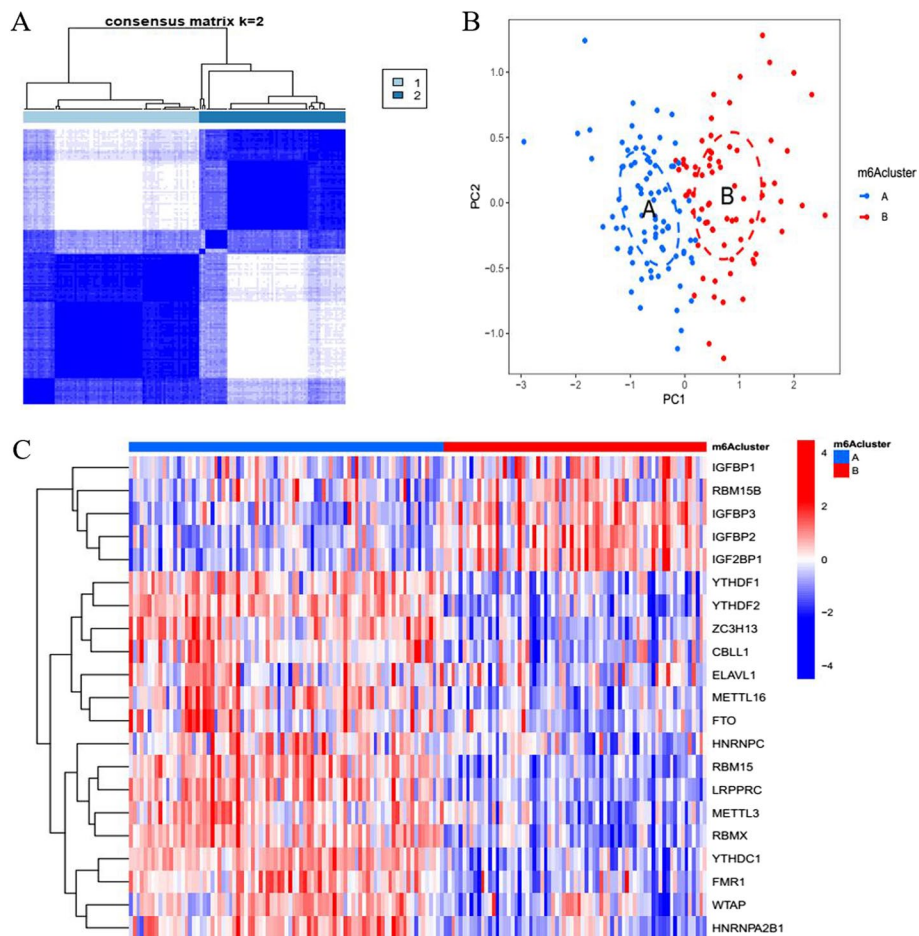 A
consensus matrix k=2
1
2
B
1.0
0.5
0.0
−0.5
−1.0
PC2
A
B
−3
−2
−1
0
1
2
PC1
m6Acluster
A
B
C
m6Acluster
IGFBP1
RBM15B
IGFBP3
IGFBP2
IGF2BP1
YTHDF1
YTHDF2
ZC3H13
CBLL1
ELAVL1
METTL16
FTO
HNRNPC
RBM15
LRPPRC
METTL3
RBMX
YTHDC1
FMR1
WTAP
HNRNPA2B1
4
2
0
−2
−4
m6Acluster
A
B